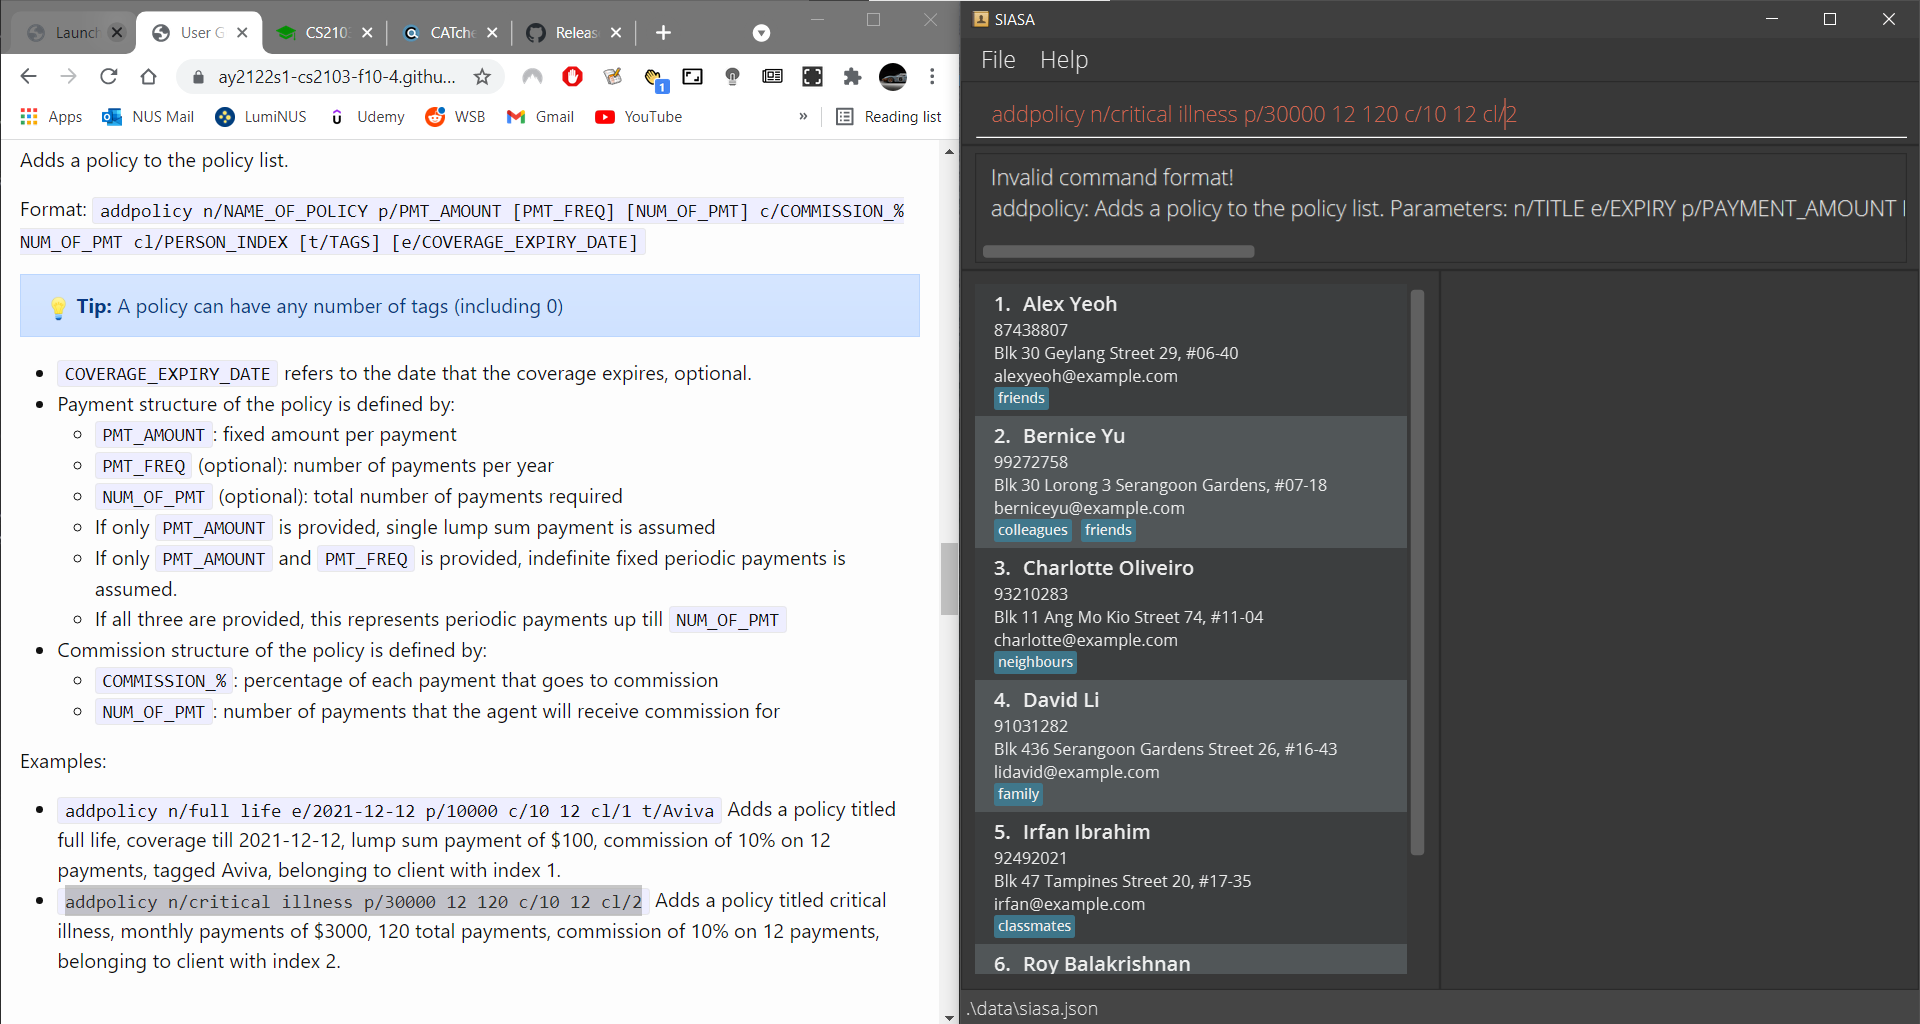 Launch
User G
CS210
CATche
Releas
ay2122s1-cs2103-f10-4.githu...
1
Apps
NUS Mail
LumiNUS
Udemy
WSB
Gmail
YouTube
»
Reading list
Adds a policy to the policy list.
Format: addpolicy n/NAME_OF_POLICY p/PMT_AMOUNT [PMT_FREQ] [NUM_OF_PMT] c/COMMISSION_%
NUM_OF_PMT cl/PERSON_INDEX [t/TAGS] [e/COVERAGE_EXPIRY_DATE]
Tip: A policy can have any number of tags (including 0)
COVERAGE_EXPIRY_DATE refers to the date that the coverage expires, optional.
Payment structure of the policy is defined by:
PMT_AMOUNT: fixed amount per payment
PMT_FREQ (optional): number of payments per year
NUM_OF_PMT (optional): total number of payments required
If only PMT_AMOUNT is provided, single lump sum payment is assumed
If only PMT_AMOUNT and PMT_FREQ is provided, indefinite fixed periodic payments is
assumed.
If all three are provided, this represents periodic payments up till NUM_OF_PMT
Commission structure of the policy is defined by:
COMMISSION_%: percentage of each payment that goes to commission
NUM_OF_PMT: number of payments that the agent will receive commission for
Examples:
addpolicy n/full life e/2021-12-12 p/10000 c/10 12 cl/1 t/Aviva Adds a policy titled
full life, coverage till 2021-12-12, lump sum payment of $100, commission of 10% on 12
payments, tagged Aviva, belonging to client with index 1.
addpolicy n/critical illness p/30000 12 120 c/10 12 cl/2 Adds a policy titled critical
illness, monthly payments of $3000, 120 total payments, commission of 10% on 12 payments,
belonging to client with index 2.
SIASA
File
Help
addpolicy n/critical illness p/30000 12 120 c/10 12 cl/2
Invalid command format!
addpolicy: Adds a policy to the policy list. Parameters: n/TITLE e/EXPIRY p/PAYMENT_AMOUNT
1. Alex Yeoh
87438807
Blk 30 Geylang Street 29, #06-40
alexyeoh@example.com
friends
2. Bernice Yu
99272758
Blk 30 Lorong 3 Serangoon Gardens, #07-18
berniceyu@example.com
colleagues friends
3. Charlotte Oliveiro
93210283
Blk 11 Ang Mo Kio Street 74, #11-04
charlotte@example.com
neighbours
4. David Li
91031282
Blk 436 Serangoon Gardens Street 26, #16-43
lidavid@example.com
family
5. Irfan Ibrahim
92492021
Blk 47 Tampines Street 20, #17-35
irfan@example.com
classmates
6. Roy Balakrishnan
.\data\siasa.json